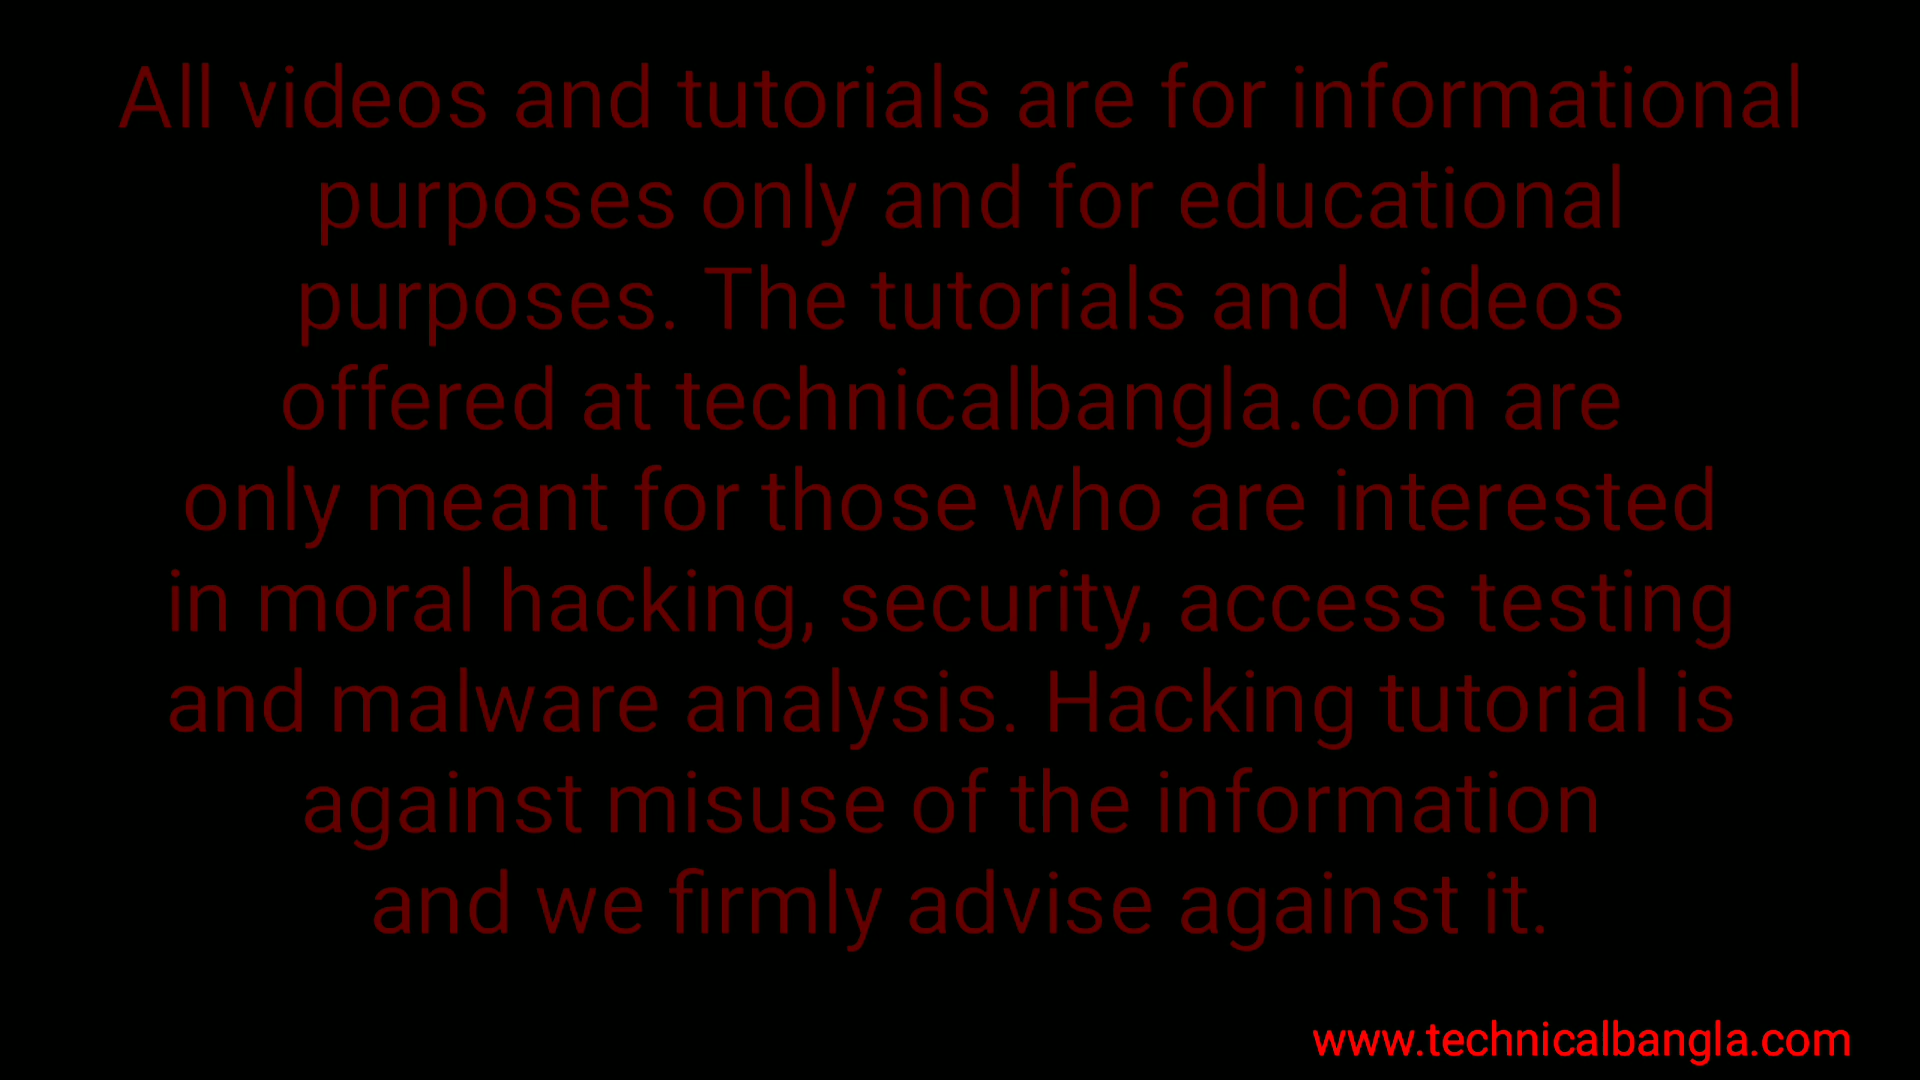 All videos and tutorials are for informational
purposes only and for educational
purposes. The tutorials and videos
offered at technicalbangla.com are
only meant for those who are interested
in moral hacking, security, access testing
and malware analysis. Hacking tutorial is
against misuse of the information
and we firmly advise against it.
www.technicalbangla.com